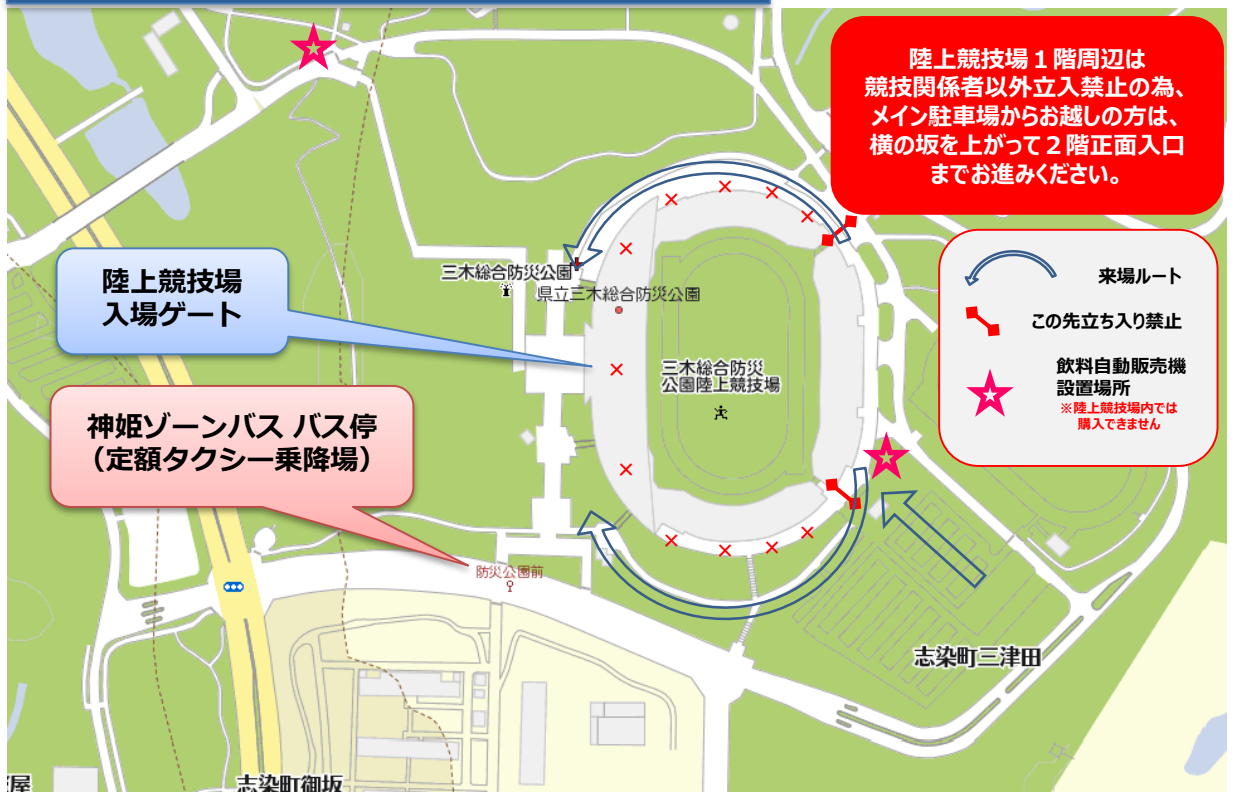 陸上競技場１階周辺は
競技関係者以外立入禁止の為、
メイン駐車場からお越しの方は、
横の坂を上がって２階正面入口
までお進みください。
来場ルート
この先立ち入り禁止
飲料自動販売機
設置場所
※陸上競技場内では
購入できません
陸上競技場
入場ゲート
三木総合防災公園
県立三木総合防災公園
三木総合防災
公園陸上競技場
神姫ゾーンバス バス停
（定額タクシー乗降場）
防災公園前
志染町三津田
志染町御坂
屋